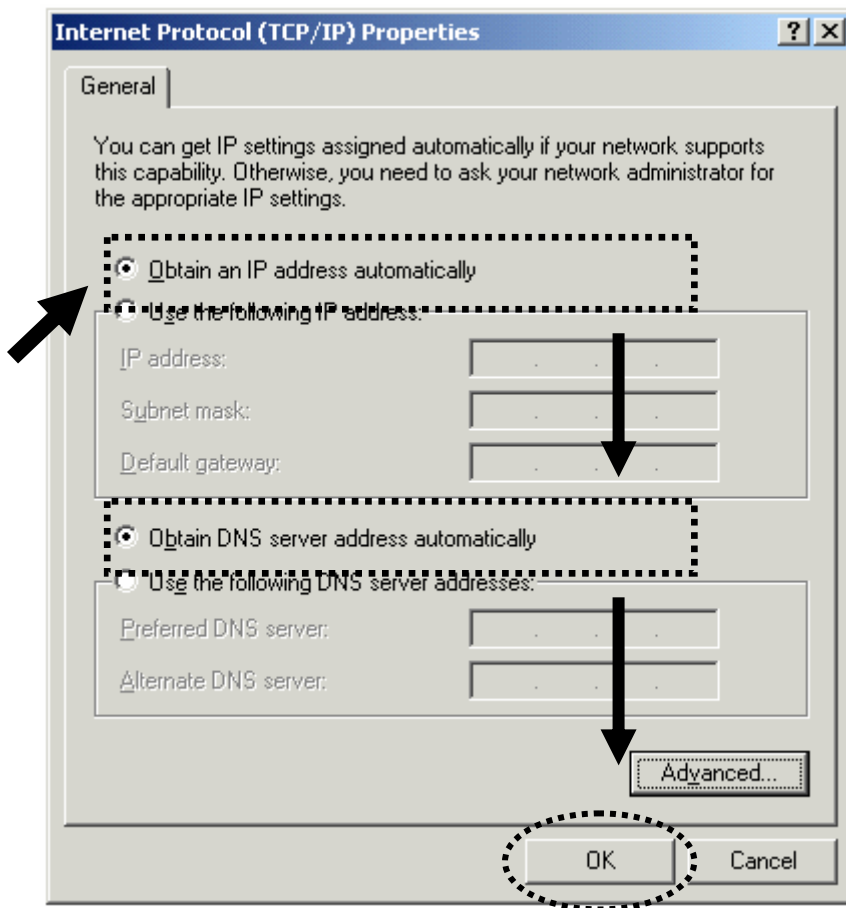 Internet Protocol (TCP/IP) Properties
General
You can get IP settings assigned automatically if your network supports
this capability. Otherwise, you need to ask your network administrator for
the appropriate IP settings.
Obtain an IP address automatically
Use the following IP address:
IP address:
Subnet mask:
Default gateway:
Obtain DNS server address automatically
Use the following DNS server addresses:
Preferred DNS server:
Alternate DNS server:
Advanced...
OK Cancel